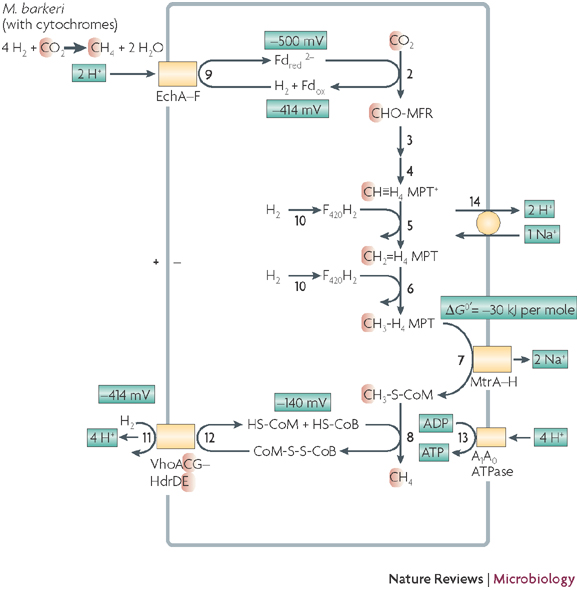 M. barkeri
(with cytochromes)
4 H₂ + CO₂ → CH₄ + 2 H₂O
2 H⁺
EchA–F
9
−500 mV
Fd_red ²⁻
H₂ + Fd_ox
−414 mV
CO₂
2
CHO-MFR
3
4
CH≡H₄ MPT⁺
H₂
10
F₄₂₀H₂
5
CH₂=H₄ MPT
H₂
10
F₄₂₀H₂
6
CH₃-H₄ MPT
14
2 H⁺
1 Na⁺
+ −
ΔG⁰′= −30 kJ per mole
7
2 Na⁺
MtrA–H
−414 mV
H₂
4 H⁺
11
12
VhoACG–
HdrDE
−140 mV
HS-CoM + HS-CoB
CoM-S-S-CoB
CH₃-S-CoM
8
CH₄
ADP
ATP
13
4 H⁺
A₁A₀
ATPase
Nature Reviews | Microbiology